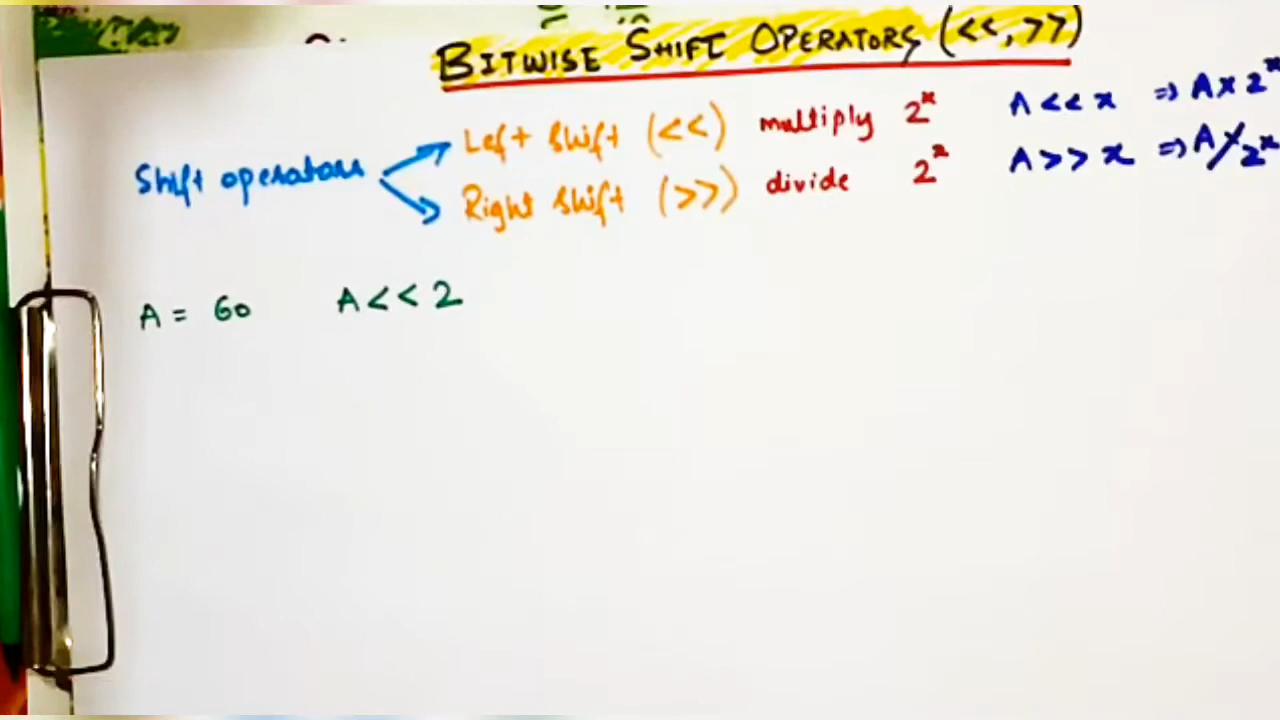 BITWISE SHIFT OPERATORS (<<, >>)
Shift operators
Left shift (<<) multiply 2^x A << x ⇒ A x 2^x
Right shift (>>) divide 2^x A >> x ⇒ A/2^x
A = 60 A << 2